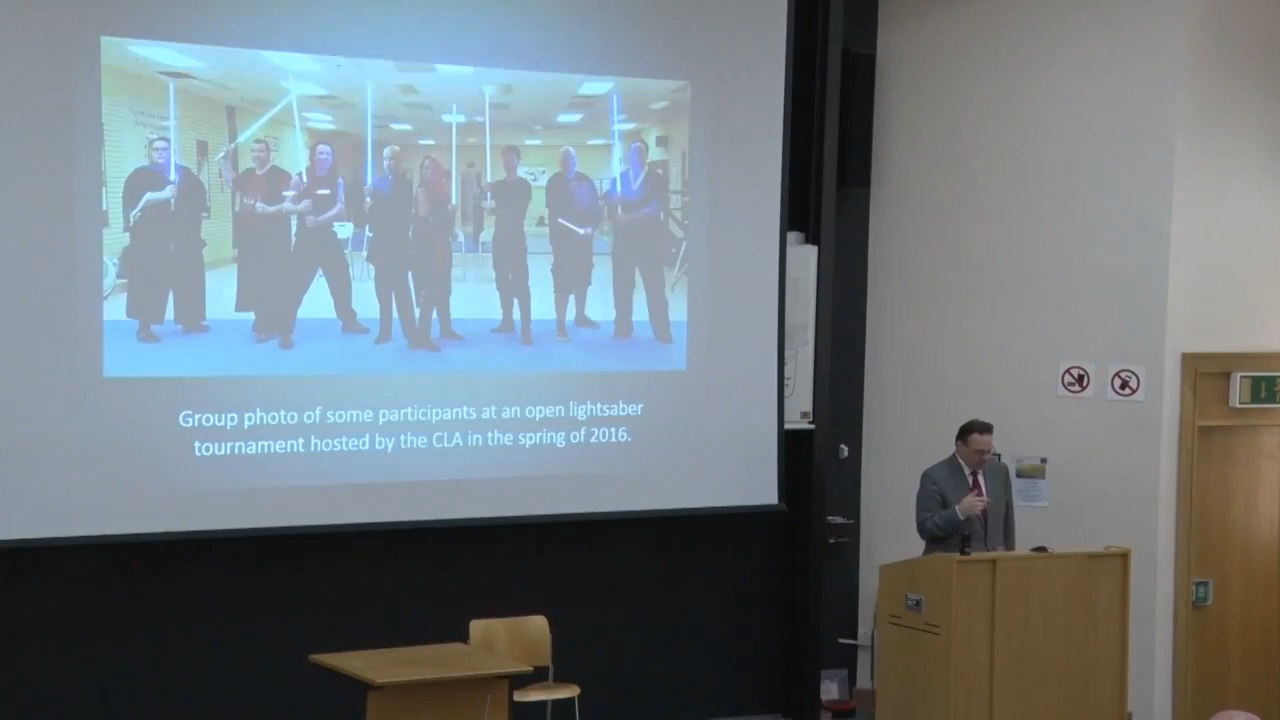 Group photo of some participants at an open lightsaber
tournament hosted by the CLA in the spring of 2016.